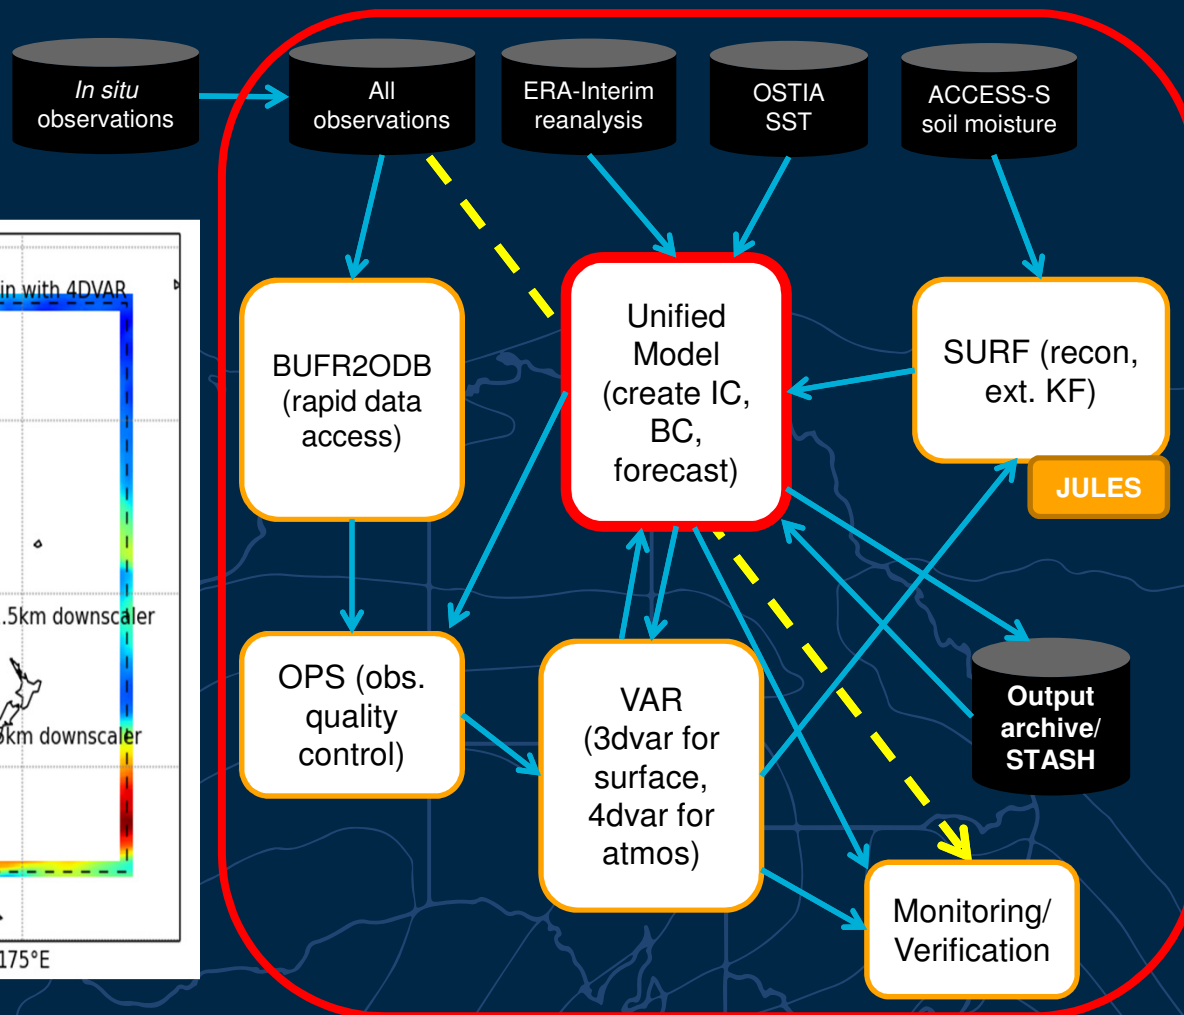 In situ
observations
All
observations
ERA-Interim
reanalysis
OSTIA
SST
ACCESS-S
soil moisture
in with 4DVAR
.5km downscaler
km downscaler
175°E
BUFR2ODB
(rapid data
access)
Unified
Model
(create IC,
BC,
forecast)
SURF (recon,
ext. KF)
JULES
OPS (obs.
quality
control)
VAR
(3dvar for
surface,
4dvar for
atmos)
Output
archive/
STASH
Monitoring/
Verification